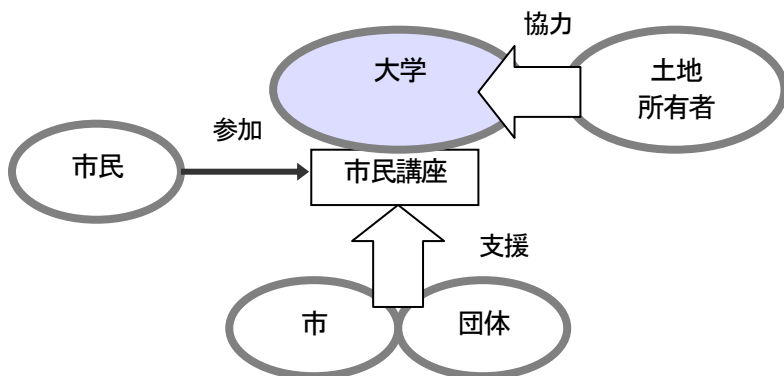 協力
大学
土地
所有者
参加
市民
市民講座
支援
市
団体